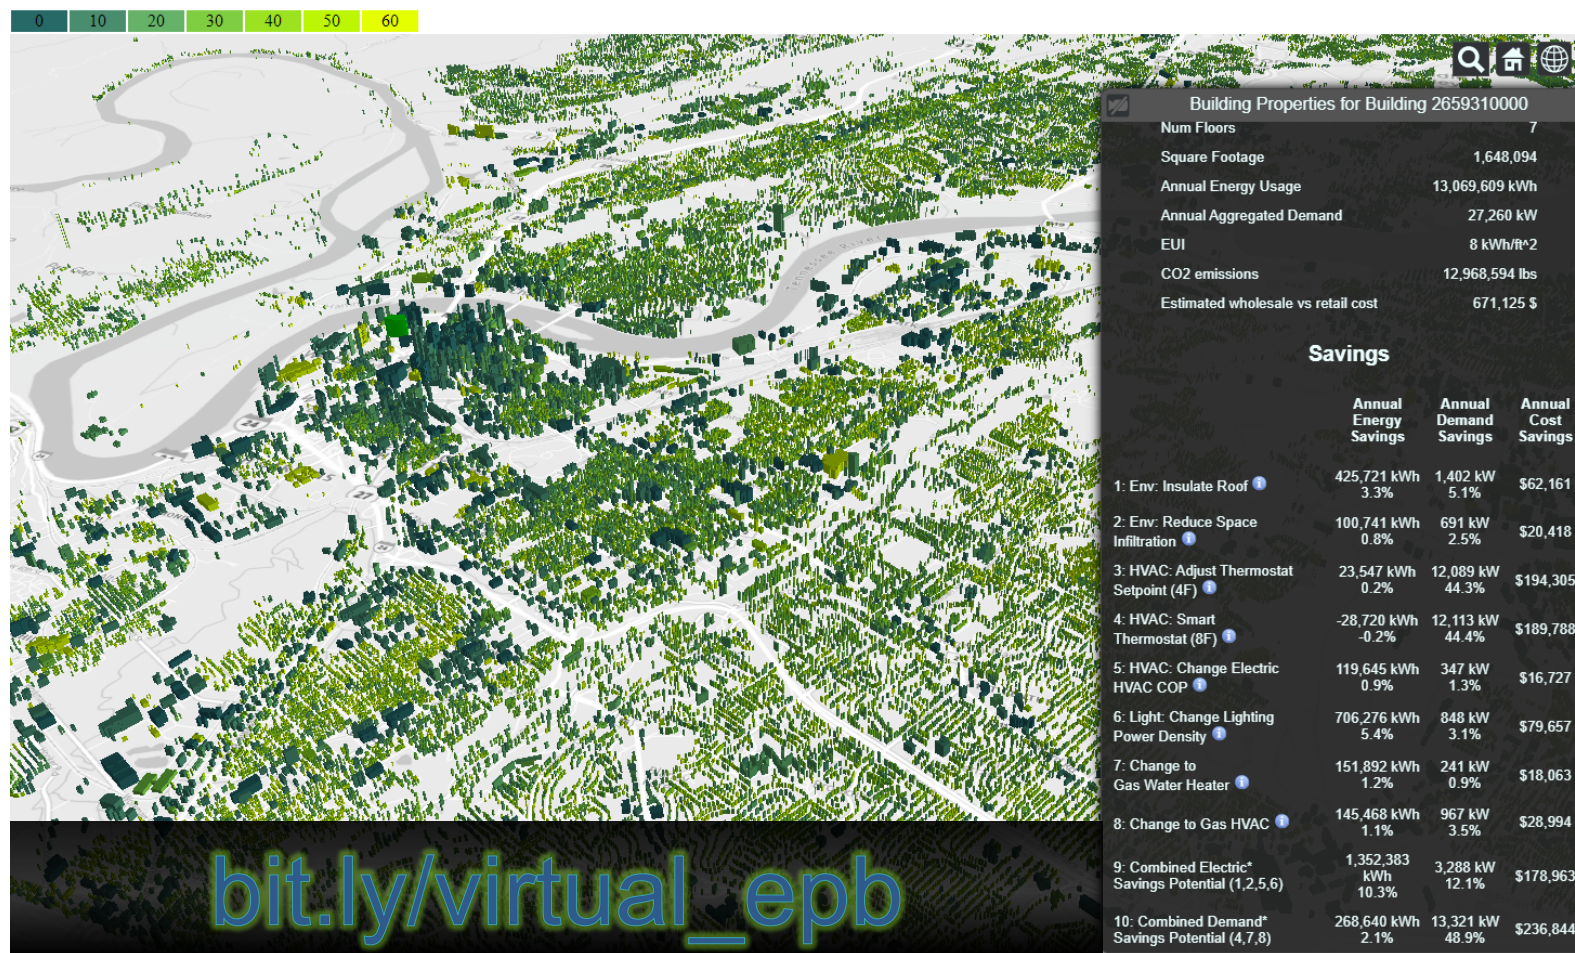 0 10 20 30 40 50 60
Building Properties for Building 2659310000
Num Floors 7
Square Footage 1,648,094
Annual Energy Usage 13,069,609 kWh
Annual Aggregated Demand 27,260 kW
EUI 8 kWh/ft^2
CO2 emissions 12,968,594 lbs
Estimated wholesale vs retail cost 671,125 $
Savings
Annual Annual Annual
Energy Demand Cost
Savings Savings Savings
1: Env: Insulate Roof 425,721 kWh 3.3% 1,402 kW 5.1% $62,161
2: Env: Reduce Space
Infiltration 100,741 kWh 0.8% 691 kW 2.5% $20,418
3: HVAC: Adjust Thermostat
Setpoint (4F) 23,547 kWh 0.2% 12,089 kW 44.3% $194,305
4: HVAC: Smart
Thermostat (8F) -28,720 kWh -0.2% 12,113 kW 44.4% $189,788
5: HVAC: Change Electric
HVAC COP 119,645 kWh 0.9% 347 kW 1.3% $16,727
6: Light: Change Lighting
Power Density 706,276 kWh 5.4% 848 kW 3.1% $79,657
7: Change to
Gas Water Heater 151,892 kWh 1.2% 241 kW 0.9% $18,063
8: Change to Gas HVAC 145,468 kWh 1.1% 967 kW 3.5% $28,994
9: Combined Electric*
Savings Potential (1,2,5,6) 1,352,383 kWh 10.3% 3,288 kW 12.1% $178,963
10: Combined Demand*
Savings Potential (4,7,8) 268,640 kWh 2.1% 13,321 kW 48.9% $236,844
Tennessee River
24
27
bit.ly/virtual_epb